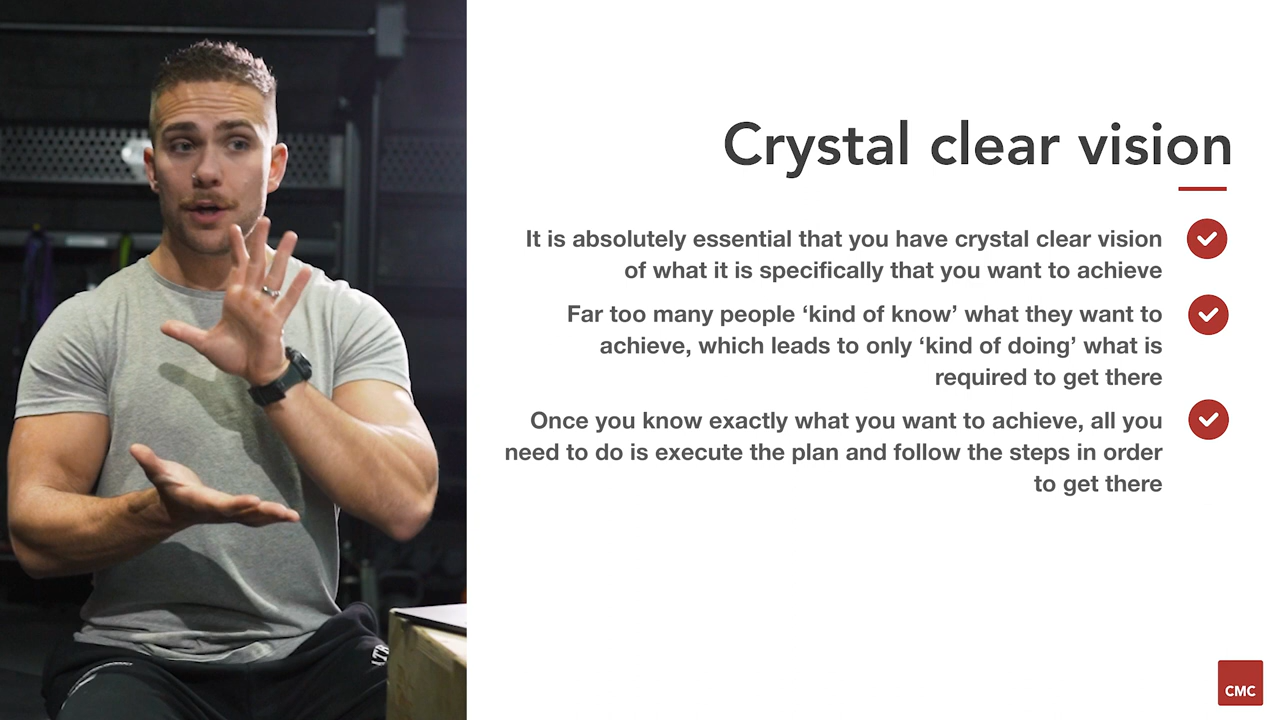 Crystal clear vision
It is absolutely essential that you have crystal clear vision
of what it is specifically that you want to achieve
Far too many people ‘kind of know’ what they want to
achieve, which leads to only ‘kind of doing’ what is
required to get there
Once you know exactly what you want to achieve, all you
need to do is execute the plan and follow the steps in order
to get there
CMC